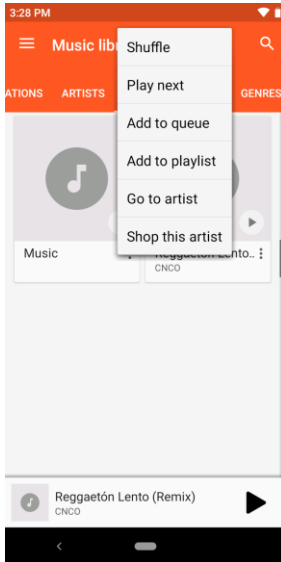 3:28 PM
Music lib
Shuffle
Play next
Add to queue
Add to playlist
Go to artist
Shop this artist
ATIONS ARTISTS GENRES
Music
Reggaetón Lento..
CNCO
Reggaetón Lento (Remix)
CNCO